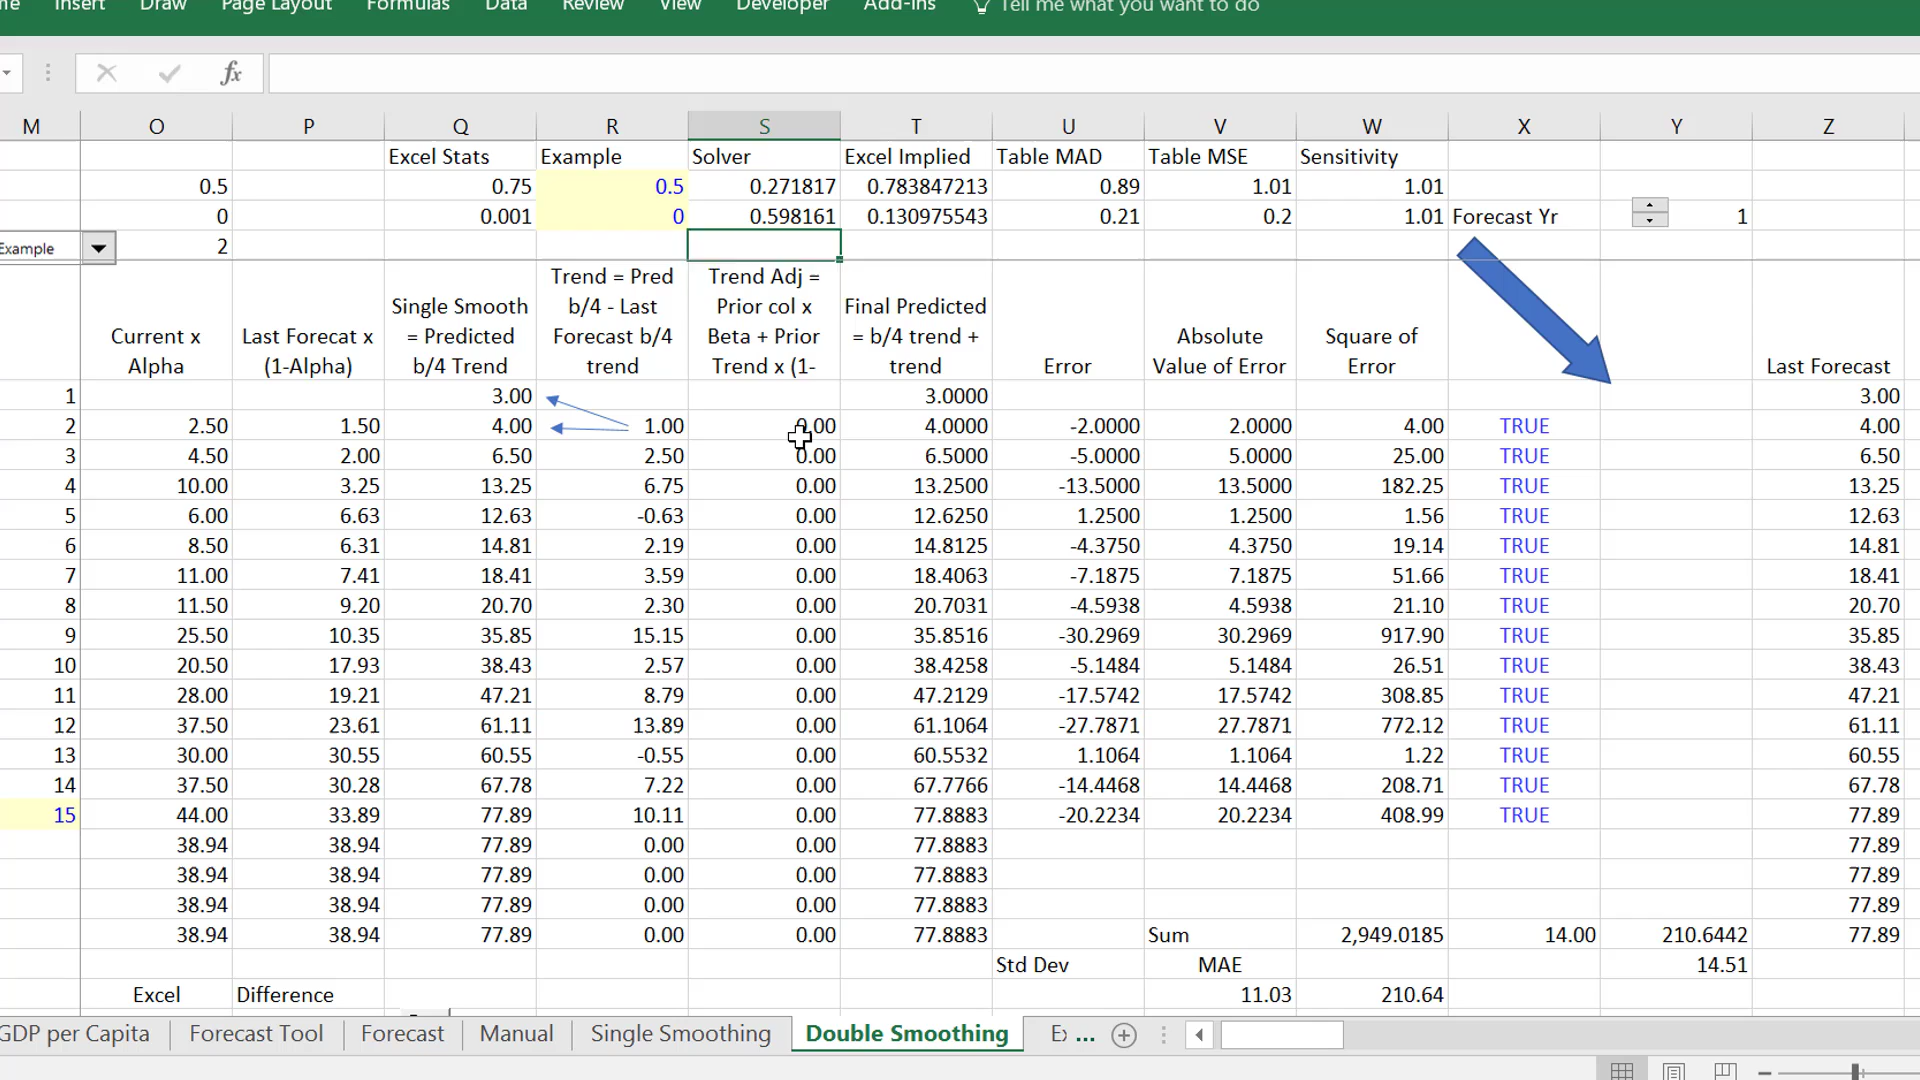 Insert Draw Page Layout Formulas Data Review View Developer Add-ins Tell me what you want to do
fx
M O P Q R S T U V W X Y Z
Excel Stats Example Solver Excel Implied Table MAD Table MSE Sensitivity
0.5 0.75 0.5 0.271817 0.783847213 0.89 1.01 1.01
0 0.001 0 0.598161 0.130975543 0.21 0.2 1.01 Forecast Yr 1
Example 2
Current x Alpha
Last Forecat x (1-Alpha)
Single Smooth = Predicted b/4 Trend
Trend = Pred b/4 - Last Forecast b/4 trend
Trend Adj = Prior col x Beta + Prior Trend x (1-
Final Predicted = b/4 trend + trend
Error
Absolute Value of Error
Square of Error
Last Forecast
1 3.00 3.0000 3.00
2 2.50 1.50 4.00 1.00 0.00 4.0000 -2.0000 2.0000 4.00 TRUE 4.00
3 4.50 2.00 6.50 2.50 0.00 6.5000 -5.0000 5.0000 25.00 TRUE 6.50
4 10.00 3.25 13.25 6.75 0.00 13.2500 -13.5000 13.5000 182.25 TRUE 13.25
5 6.00 6.63 12.63 -0.63 0.00 12.6250 1.2500 1.2500 1.56 TRUE 12.63
6 8.50 6.31 14.81 2.19 0.00 14.8125 -4.3750 4.3750 19.14 TRUE 14.81
7 11.00 7.41 18.41 3.59 0.00 18.4063 -7.1875 7.1875 51.66 TRUE 18.41
8 11.50 9.20 20.70 2.30 0.00 20.7031 -4.5938 4.5938 21.10 TRUE 20.70
9 25.50 10.35 35.85 15.15 0.00 35.8516 -30.2969 30.2969 917.90 TRUE 35.85
10 20.50 17.93 38.43 2.57 0.00 38.4258 -5.1484 5.1484 26.51 TRUE 38.43
11 28.00 19.21 47.21 8.79 0.00 47.2129 -17.5742 17.5742 308.85 TRUE 47.21
12 37.50 23.61 61.11 13.89 0.00 61.1064 -27.7871 27.7871 772.12 TRUE 61.11
13 30.00 30.55 60.55 -0.55 0.00 60.5532 1.1064 1.1064 1.22 TRUE 60.55
14 37.50 30.28 67.78 7.22 0.00 67.7766 -14.4468 14.4468 208.71 TRUE 67.78
15 44.00 33.89 77.89 10.11 0.00 77.8883 -20.2234 20.2234 408.99 TRUE 77.89
38.94 38.94 77.89 0.00 0.00 77.8883 77.89
38.94 38.94 77.89 0.00 0.00 77.8883 77.89
38.94 38.94 77.89 0.00 0.00 77.8883 77.89
38.94 38.94 77.89 0.00 0.00 77.8883 Sum 2,949.0185 14.00 210.6442 77.89
Std Dev MAE 14.51
Excel Difference 11.03 210.64
GDP per Capita Forecast Tool Forecast Manual Single Smoothing Double Smoothing ...